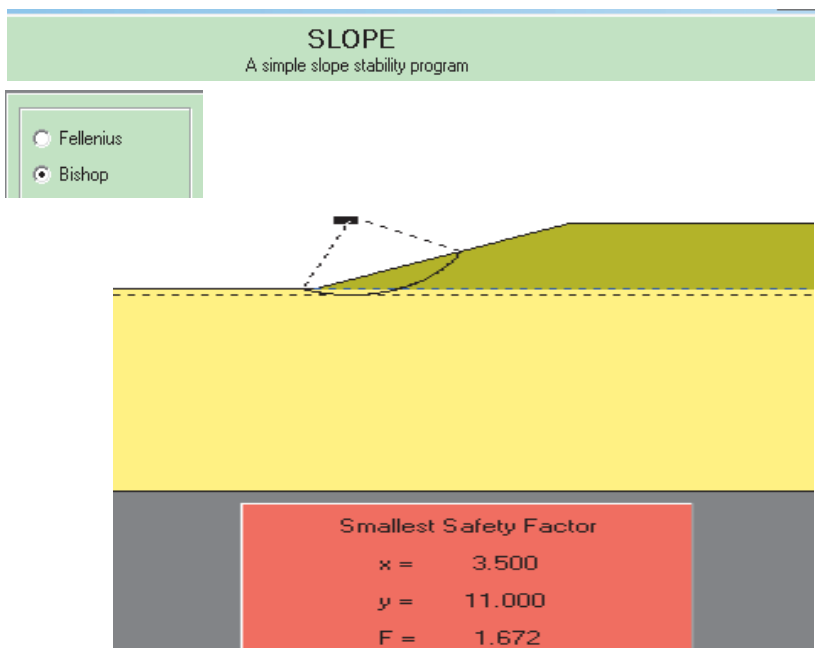 SLOPE
A simple slope stability program
Fellenius
Bishop
Smallest Safety Factor
x = 3.500
y = 11.000
F = 1.672